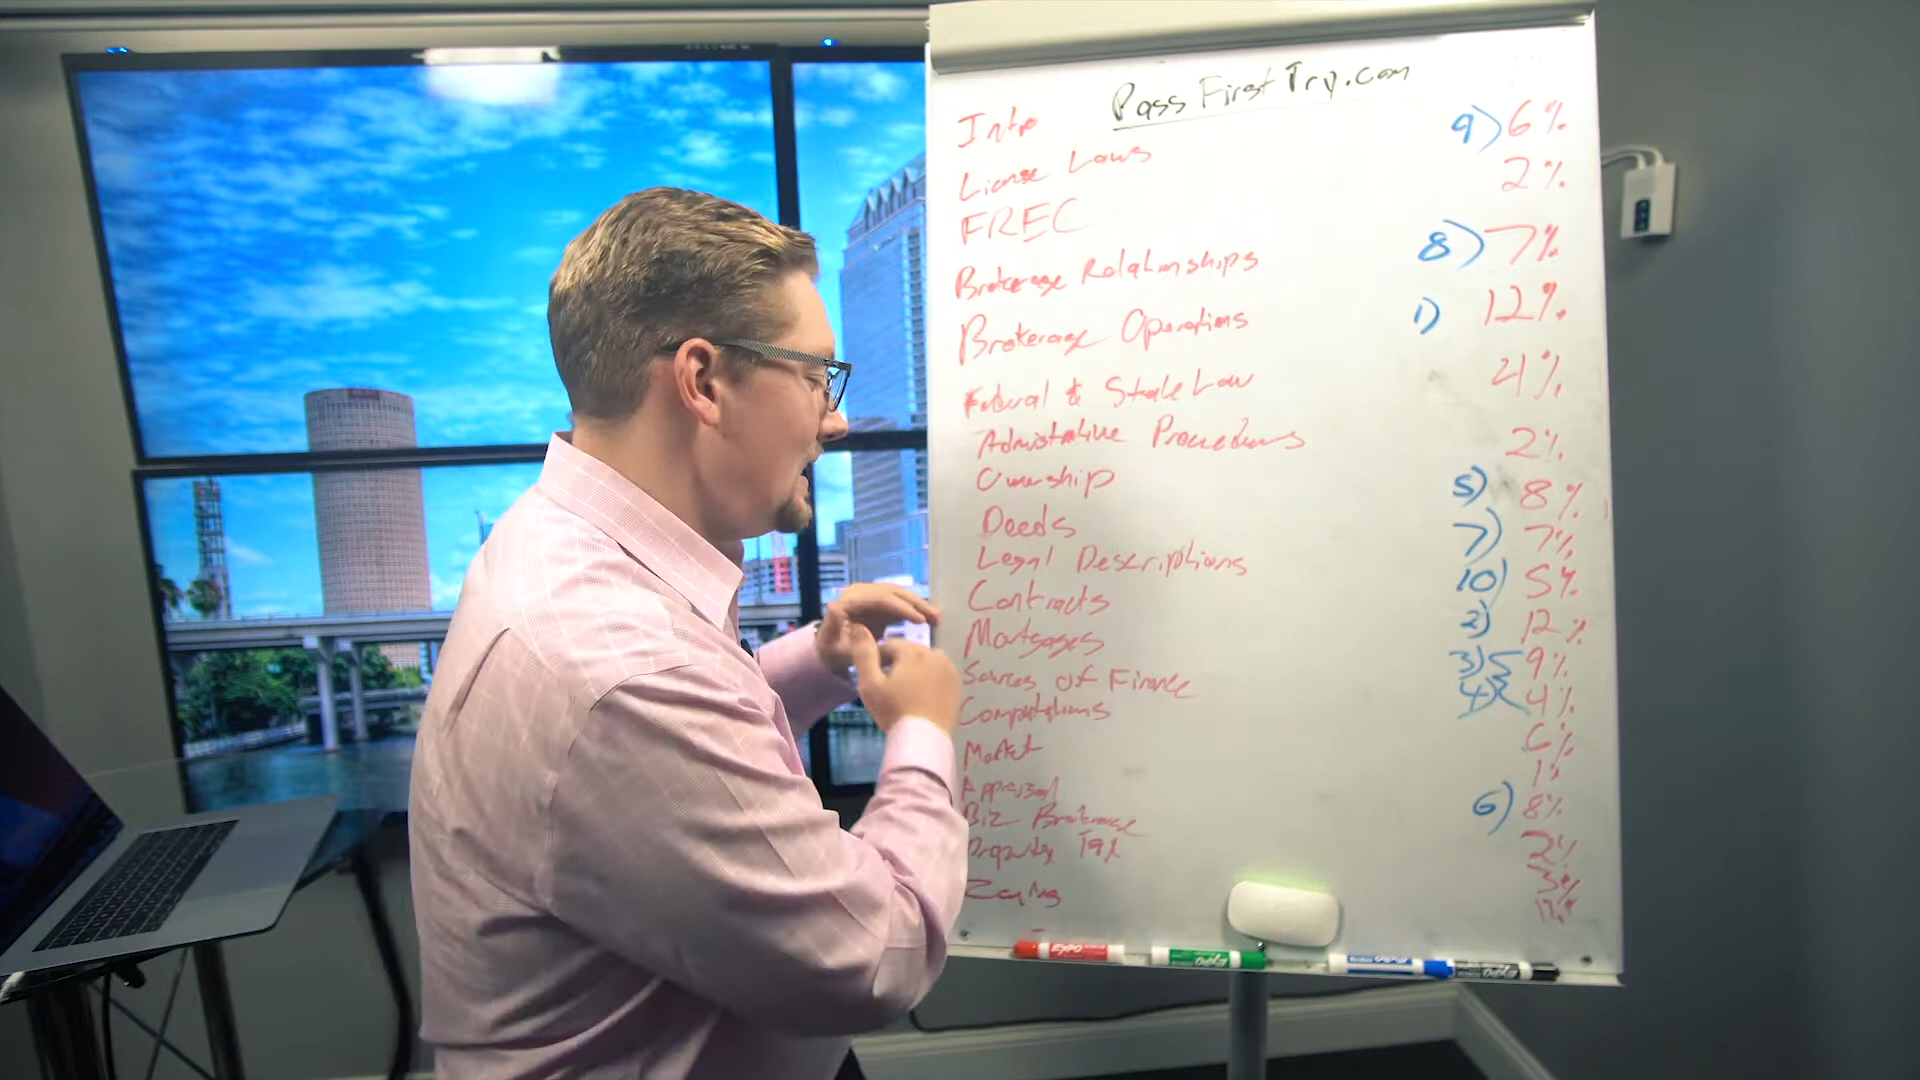 PassFirstTry.com
Intro 9) 6%
License Laws 2%
FREC
Brokerage Relationships 8) 7%
Brokerage Operations 1) 12%
Federal & State Law 4%
Administrative Procedures 2%
Ownership 5) 8%
Deeds 7) 7%
Legal Descriptions 10) 5%
Contracts 2) 12%
Mortgages 3) 9%
Sources of Finance 4) 4%
Computations 6%
Market 1%
Appraisal 6) 8%
Biz Brokerage 2%
Property Tax 3%
Zoning 1%
EXPO
EXPO
EXPO
EXPO